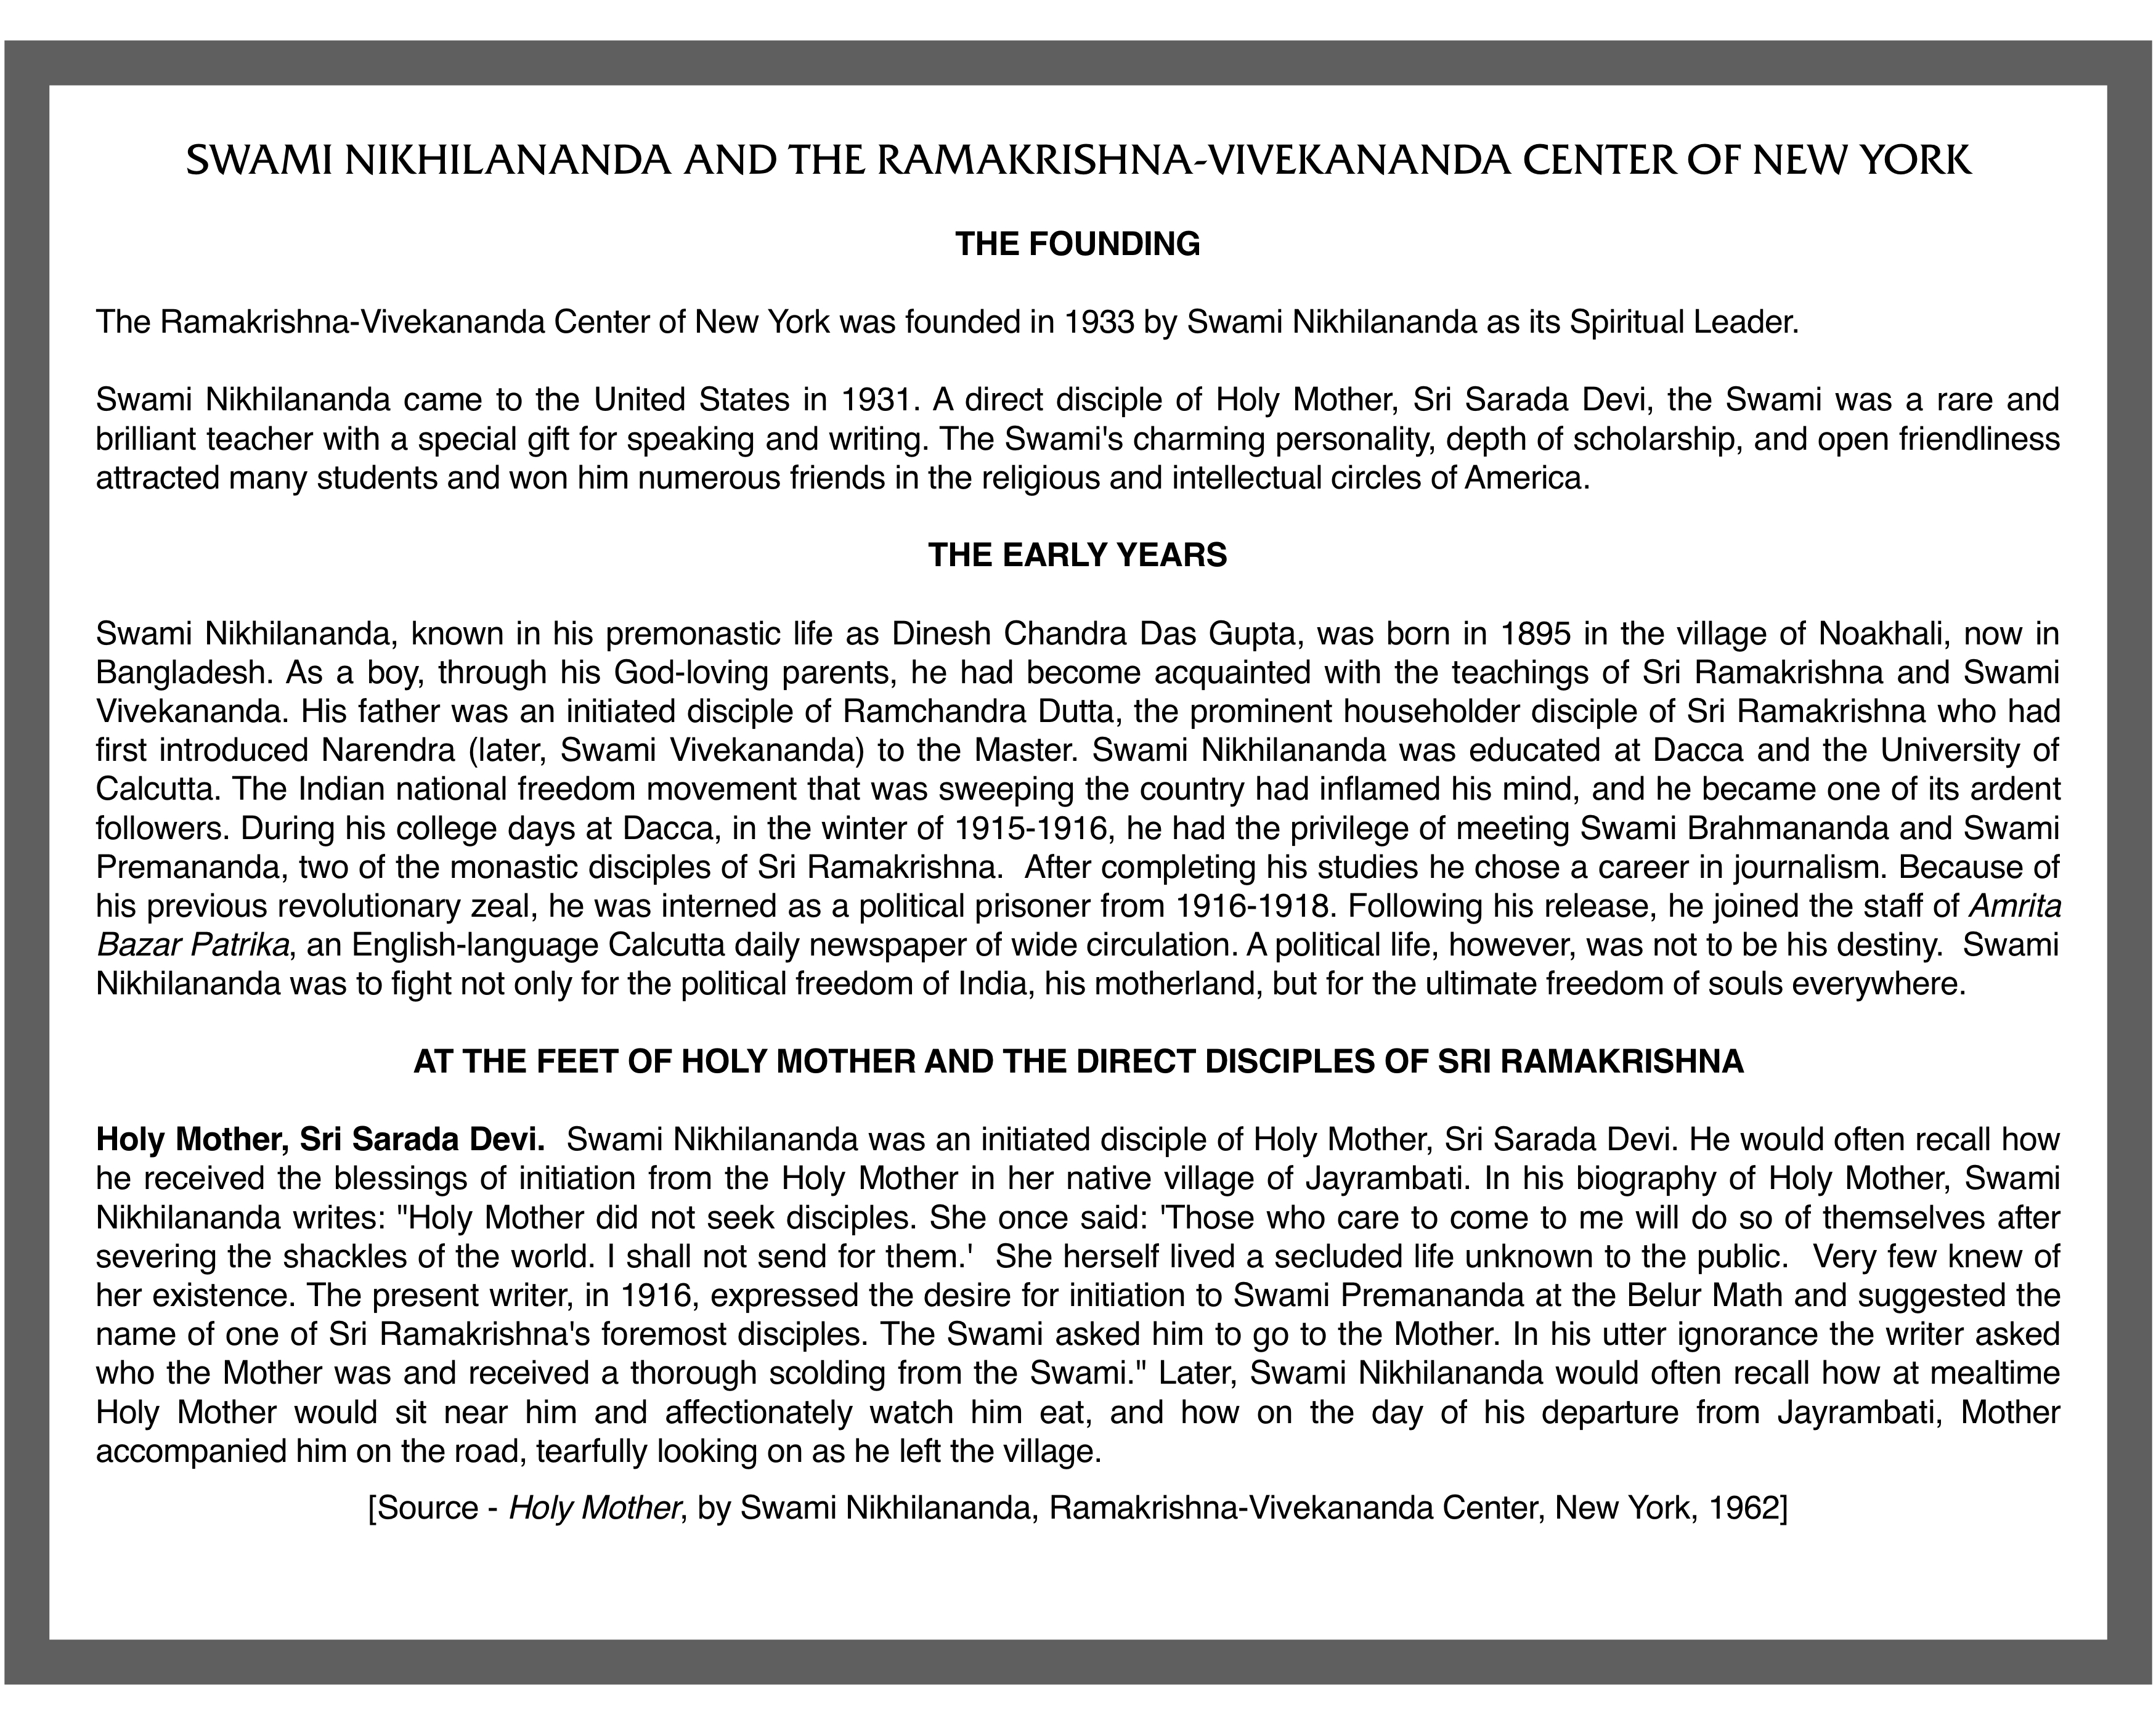 SWAMI NIKHILANANDA AND THE RAMAKRISHNA-VIVEKANANDA CENTER OF NEW YORK
THE FOUNDING
The Ramakrishna-Vivekananda Center of New York was founded in 1933 by Swami Nikhilananda as its Spiritual Leader.
Swami Nikhilananda came to the United States in 1931. A direct disciple of Holy Mother, Sri Sarada Devi, the Swami was a rare and
brilliant teacher with a special gift for speaking and writing. The Swami's charming personality, depth of scholarship, and open friendliness
attracted many students and won him numerous friends in the religious and intellectual circles of America.
THE EARLY YEARS
Swami Nikhilananda, known in his premonastic life as Dinesh Chandra Das Gupta, was born in 1895 in the village of Noakhali, now in
Bangladesh. As a boy, through his God-loving parents, he had become acquainted with the teachings of Sri Ramakrishna and Swami
Vivekananda. His father was an initiated disciple of Ramchandra Dutta, the prominent householder disciple of Sri Ramakrishna who had
first introduced Narendra (later, Swami Vivekananda) to the Master. Swami Nikhilananda was educated at Dacca and the University of
Calcutta. The Indian national freedom movement that was sweeping the country had inflamed his mind, and he became one of its ardent
followers. During his college days at Dacca, in the winter of 1915-1916, he had the privilege of meeting Swami Brahmananda and Swami
Premananda, two of the monastic disciples of Sri Ramakrishna. After completing his studies he chose a career in journalism. Because of
his previous revolutionary zeal, he was interned as a political prisoner from 1916-1918. Following his release, he joined the staff of Amrita
Bazar Patrika, an English-language Calcutta daily newspaper of wide circulation. A political life, however, was not to be his destiny. Swami
Nikhilananda was to fight not only for the political freedom of India, his motherland, but for the ultimate freedom of souls everywhere.
AT THE FEET OF HOLY MOTHER AND THE DIRECT DISCIPLES OF SRI RAMAKRISHNA
Holy Mother, Sri Sarada Devi. Swami Nikhilananda was an initiated disciple of Holy Mother, Sri Sarada Devi. He would often recall how
he received the blessings of initiation from the Holy Mother in her native village of Jayrambati. In his biography of Holy Mother, Swami
Nikhilananda writes: "Holy Mother did not seek disciples. She once said: 'Those who care to come to me will do so of themselves after
severing the shackles of the world. I shall not send for them.' She herself lived a secluded life unknown to the public. Very few knew of
her existence. The present writer, in 1916, expressed the desire for initiation to Swami Premananda at the Belur Math and suggested the
name of one of Sri Ramakrishna's foremost disciples. The Swami asked him to go to the Mother. In his utter ignorance the writer asked
who the Mother was and received a thorough scolding from the Swami." Later, Swami Nikhilananda would often recall how at mealtime
Holy Mother would sit near him and affectionately watch him eat, and how on the day of his departure from Jayrambati, Mother
accompanied him on the road, tearfully looking on as he left the village.
[Source - Holy Mother, by Swami Nikhilananda, Ramakrishna-Vivekananda Center, New York, 1962]